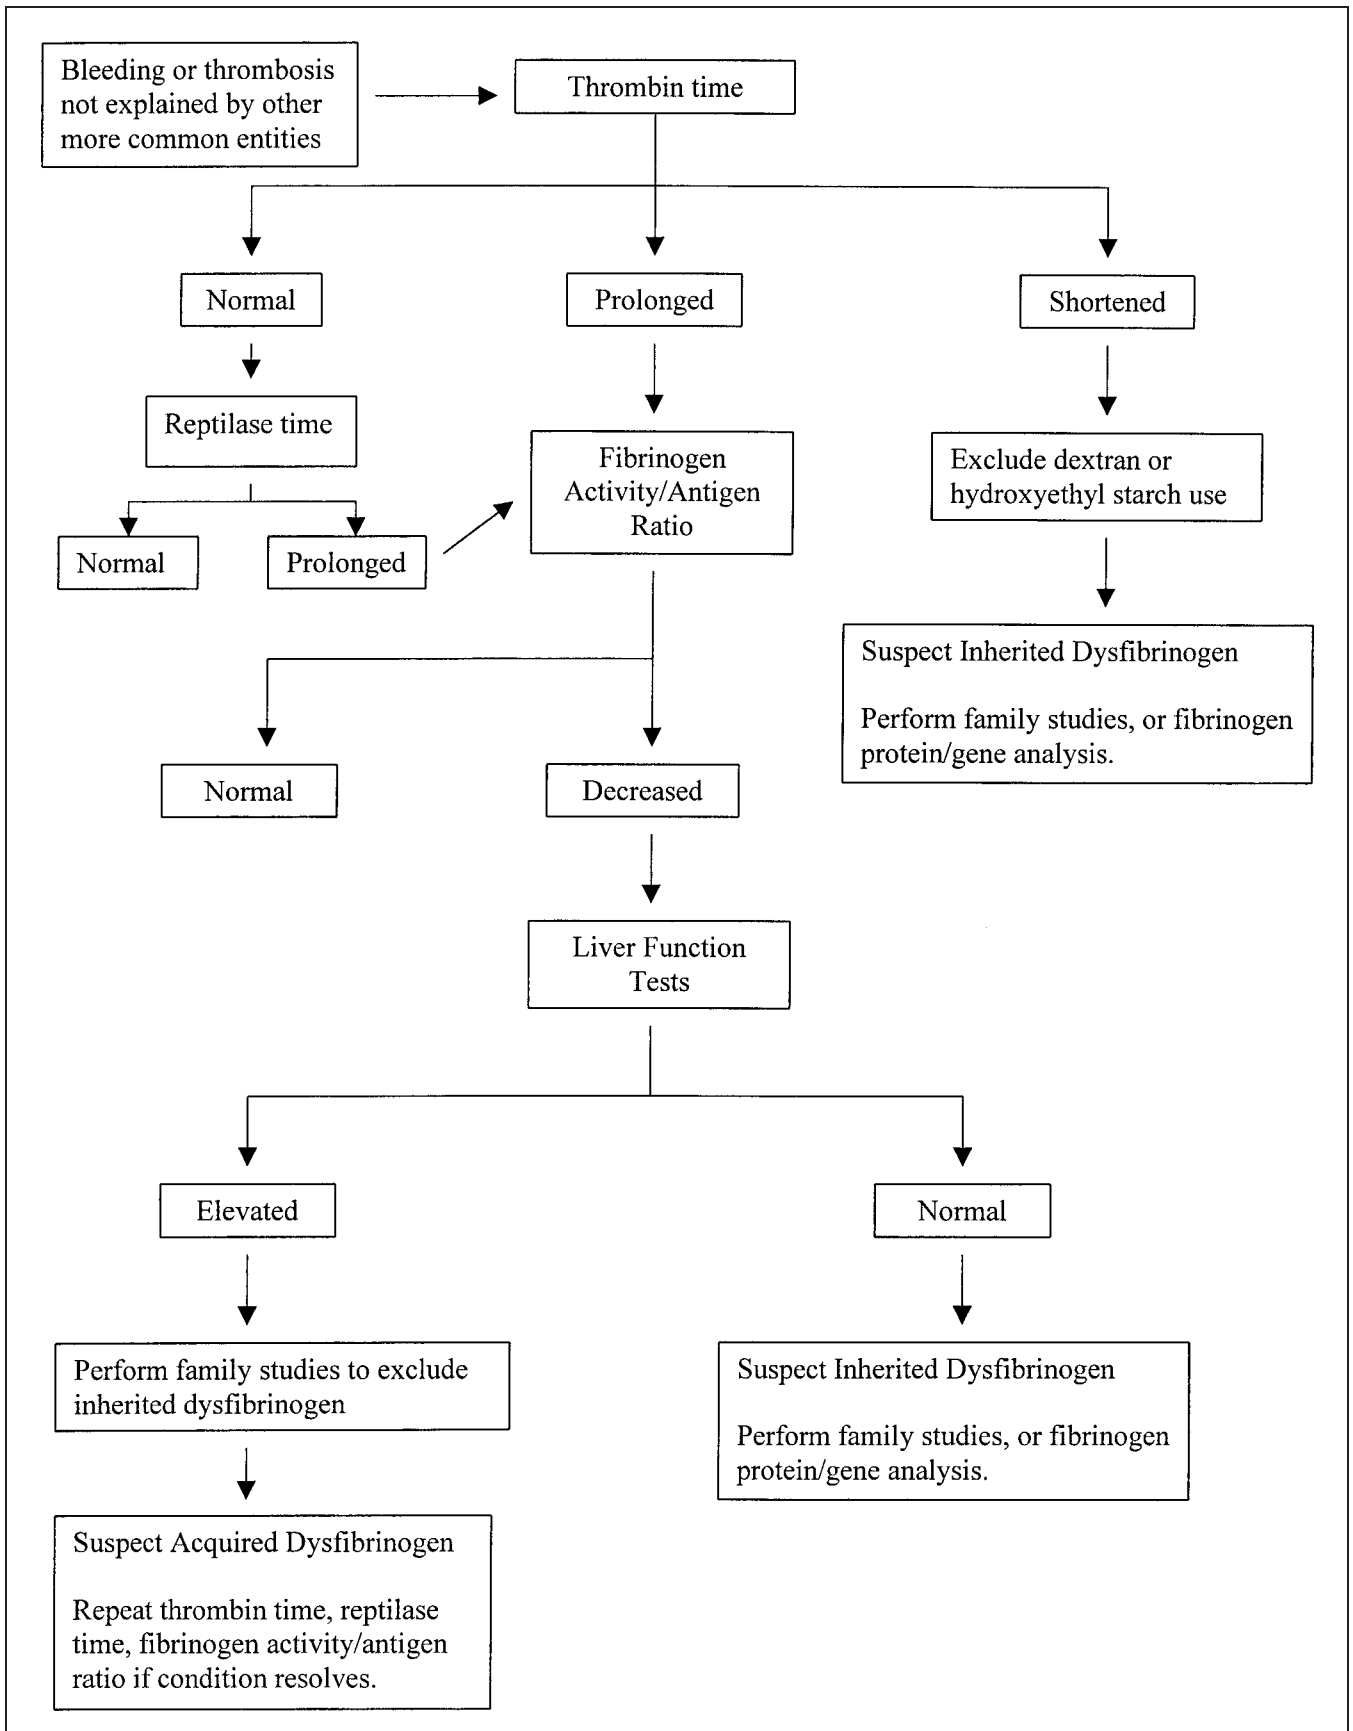 Bleeding or thrombosis
not explained by other
more common entities
Thrombin time
Normal
Prolonged
Shortened
Reptilase time
Fibrinogen
Activity/Antigen
Ratio
Exclude dextran or
hydroxyethyl starch use
Normal
Prolonged
Suspect Inherited Dysfibrinogen
Perform family studies, or fibrinogen
protein/gene analysis.
Normal
Decreased
Liver Function
Tests
Elevated
Normal
Perform family studies to exclude
inherited dysfibrinogen
Suspect Inherited Dysfibrinogen
Perform family studies, or fibrinogen
protein/gene analysis.
Suspect Acquired Dysfibrinogen
Repeat thrombin time, reptilase
time, fibrinogen activity/antigen
ratio if condition resolves.